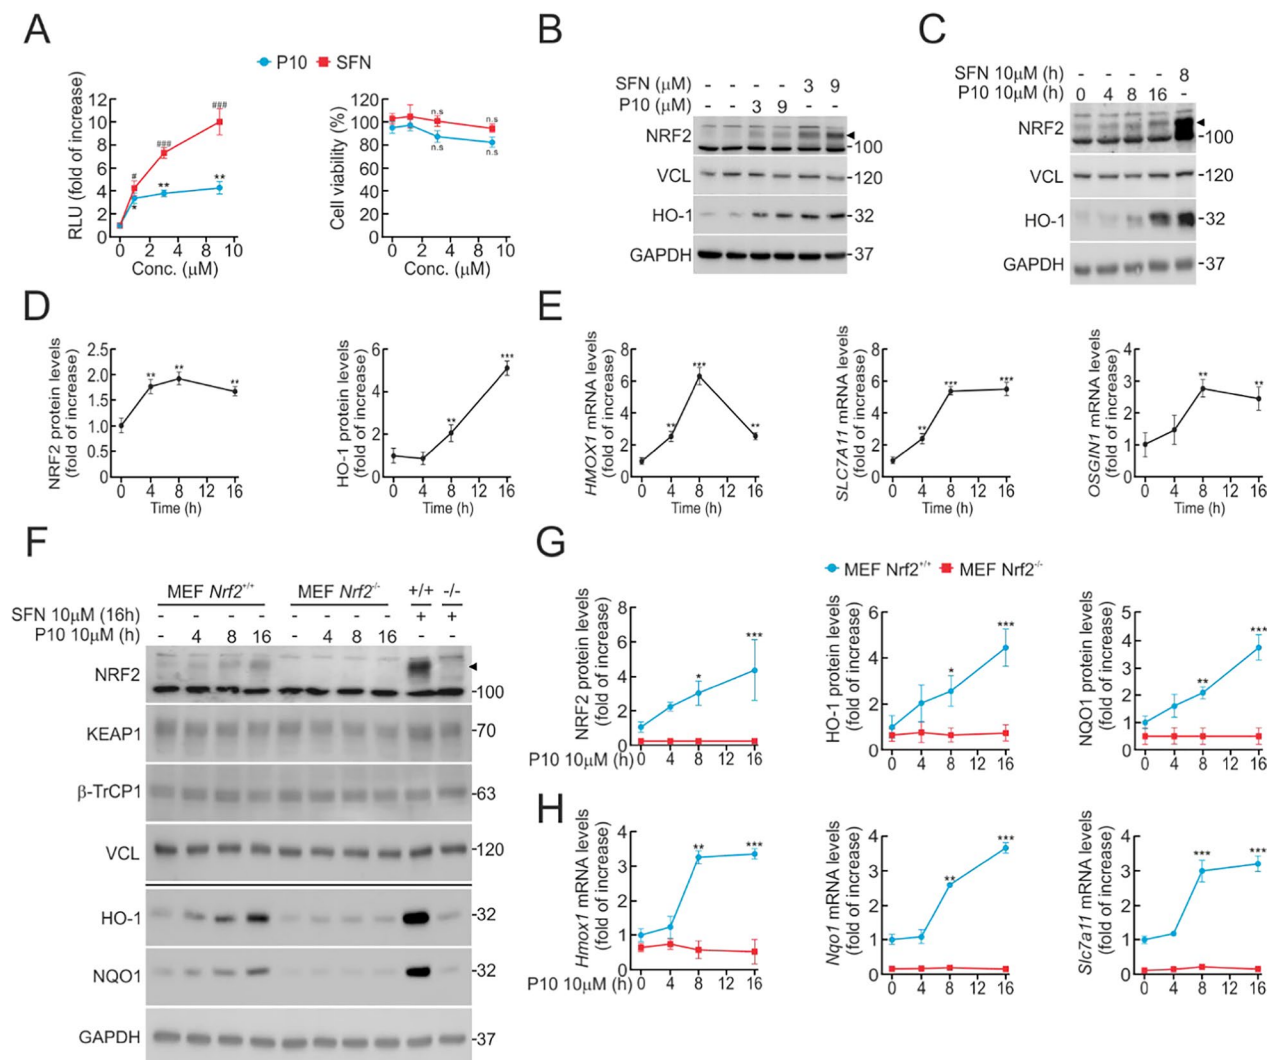 A
P10 SFN
RLU (fold of increase)
12
10
8
6
4
2
0
0 2 4 6 8 10
Conc. (µM)
#
###
###
*
**
**
Cell viability (%)
120
100
80
60
40
20
0
0 2 4 6 8 10
Conc. (µM)
n.s
n.s
n.s
n.s
B
SFN (µM) - - - - 3 9
P10 (µM) - - 3 9 - -
NRF2
-100
VCL -120
HO-1 -32
GAPDH -37
C
SFN 10µM (h) - - - - 8
P10 10µM (h) 0 4 8 16 -
NRF2
-100
VCL -120
HO-1 -32
GAPDH -37
D
NRF2 protein levels
(fold of increase)
2.5
2.0
1.5
1.0
0.5
0
** ** **
0 4 8 12 16
Time (h)
HO-1 protein levels
(fold of increase)
6
4
2
0
** ***
0 4 8 12 16
Time (h)
E
HMOX1 mRNA levels
(fold of increase)
8
6
4
2
0
** *** **
0 4 8 12 16
Time (h)
SLC7A11 mRNA levels
(fold of increase)
8
6
4
2
0
** *** ***
0 4 8 12 16
Time (h)
OSGIN1 mRNA levels
(fold of increase)
4
3
2
1
0
** **
0 4 8 12 16
Time (h)
F
MEF Nrf2+/+ MEF Nrf2-/- +/+ -/-
SFN 10µM (16h) - - - - - - - - + +
P10 10µM (h) - 4 8 16 - 4 8 16 - -
NRF2
-100
KEAP1 -70
β-TrCP1 -63
VCL -120
HO-1 -32
NQO1 -32
GAPDH -37
G
MEF Nrf2+/+ MEF Nrf2-/-
NRF2 protein levels
(fold of increase)
8
6
4
2
0
* ***
P10 10µM (h) 0 4 8 12 16
HO-1 protein levels
(fold of increase)
6
4
2
0
* ***
0 4 8 12 16
NQO1 protein levels
(fold of increase)
5
4
3
2
1
0
** ***
0 4 8 12 16
H
Hmox1 mRNA levels
(fold of increase)
4
3
2
1
0
** ***
P10 10µM (h) 0 4 8 12 16
Nqo1 mRNA levels
(fold of increase)
4
3
2
1
0
** ***
0 4 8 12 16
Slc7a11 mRNA levels
(fold of increase)
4
3
2
1
0
*** ***
0 4 8 12 16